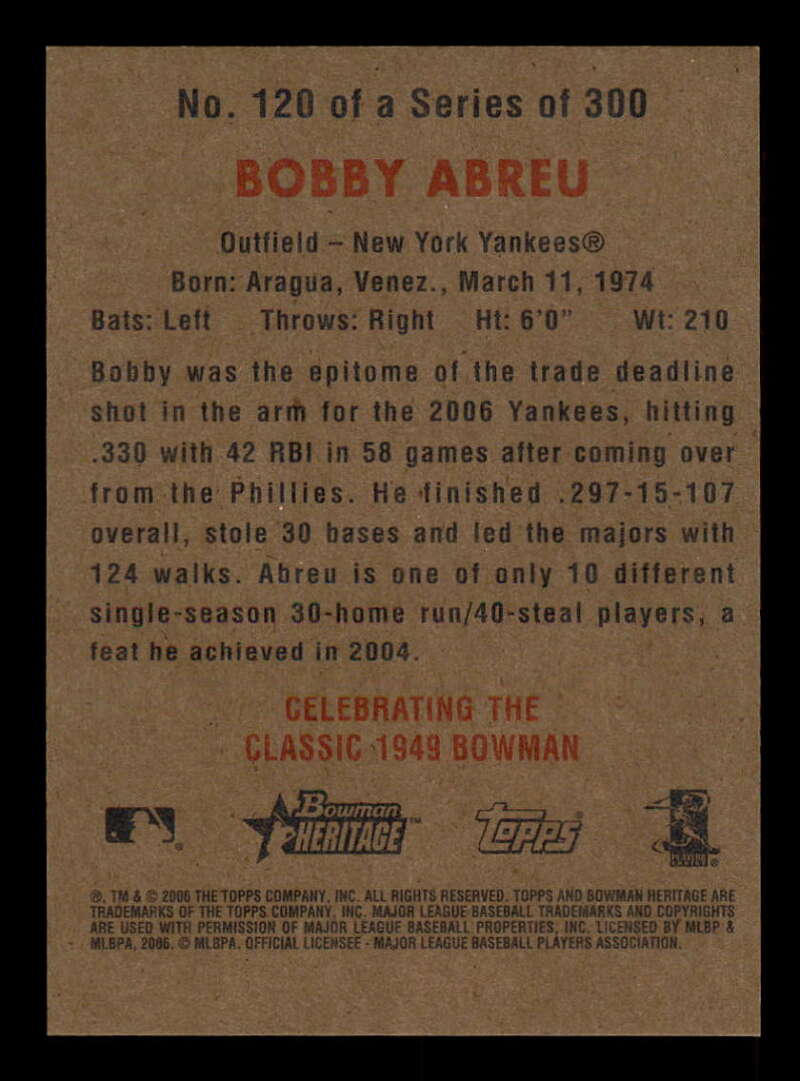 No. 120 of a Series of 300
BOBBY ABREU
Outfield – New York Yankees®
Born: Aragua, Venez., March 11, 1974
Bats: Left Throws: Right Ht: 6'0" Wt: 210
Bobby was the epitome of the trade deadline
shot in the arm for the 2006 Yankees, hitting
.330 with 42 RBI in 58 games after coming over
from the Phillies. He finished .297-15-107
overall, stole 30 bases and led the majors with
124 walks. Abreu is one of only 10 different
single-season 30-home run/40-steal players, a
feat he achieved in 2004.
CELEBRATING THE
CLASSIC 1949 BOWMAN
Bowman
HERITAGE™
Topps
®, TM & © 2006 THE TOPPS COMPANY, INC. ALL RIGHTS RESERVED. TOPPS AND BOWMAN HERITAGE ARE
TRADEMARKS OF THE TOPPS COMPANY, INC. MAJOR LEAGUE BASEBALL TRADEMARKS AND COPYRIGHTS
ARE USED WITH PERMISSION OF MAJOR LEAGUE BASEBALL PROPERTIES, INC. LICENSED BY MLBP &
MLBPA, 2006. © MLBPA. OFFICIAL LICENSEE - MAJOR LEAGUE BASEBALL PLAYERS ASSOCIATION.